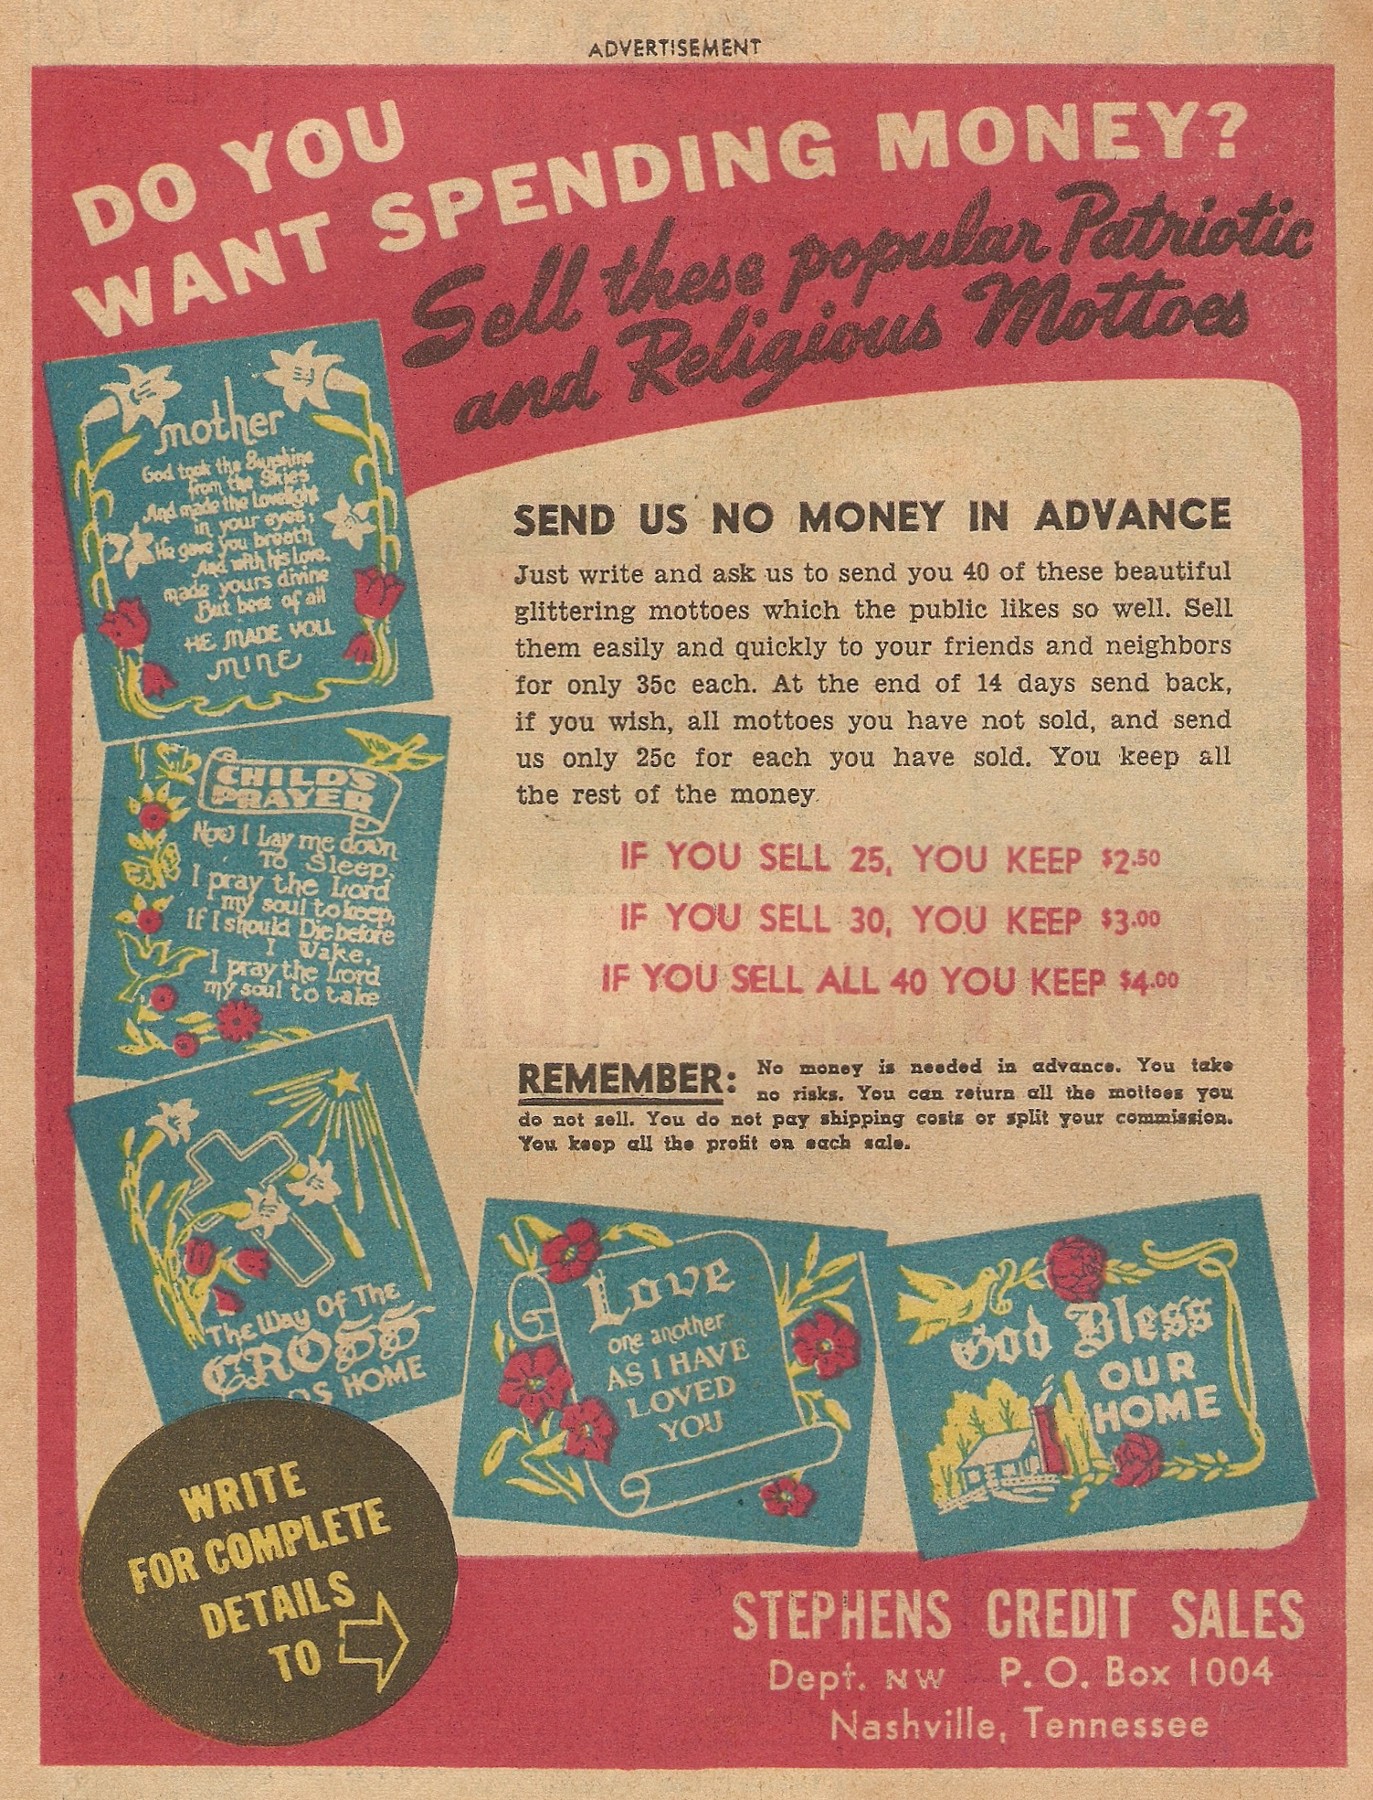 ADVERTISEMENT
DO YOU
WANT SPENDING MONEY?
Sell these popular Patriotic
and Religious Mottoes
mother
God took the Sunshine
from the Skies
And made the Lovelight
in your eyes;
He gave you breath
And with his Love,
made yours divine
But best of all
HE MADE YOU
MINE
CHILD'S
PRAYER
Now I Lay me down
To Sleep,
I pray the Lord
my soul to keep,
If I should Die before
I Wake,
I pray the Lord
my soul to take
The Way Of The
CROSS
DS HOME
SEND US NO MONEY IN ADVANCE
Just write and ask us to send you 40 of these beautiful
glittering mottoes which the public likes so well. Sell
them easily and quickly to your friends and neighbors
for only 35c each. At the end of 14 days send back,
if you wish, all mottoes you have not sold, and send
us only 25c for each you have sold. You keep all
the rest of the money.
IF YOU SELL 25, YOU KEEP $2.50
IF YOU SELL 30, YOU KEEP $3.00
IF YOU SELL ALL 40 YOU KEEP $4.00
REMEMBER: No money is needed in advance. You take
no risks. You can return all the mottoes you
do not sell. You do not pay shipping costs or split your commission.
You keep all the profit on each sale.
Love
one another
AS I HAVE
LOVED
YOU
God Bless
OUR
HOME
WRITE
FOR COMPLETE
DETAILS
TO
STEPHENS CREDIT SALES
Dept. NW P. O. Box 1004
Nashville, Tennessee